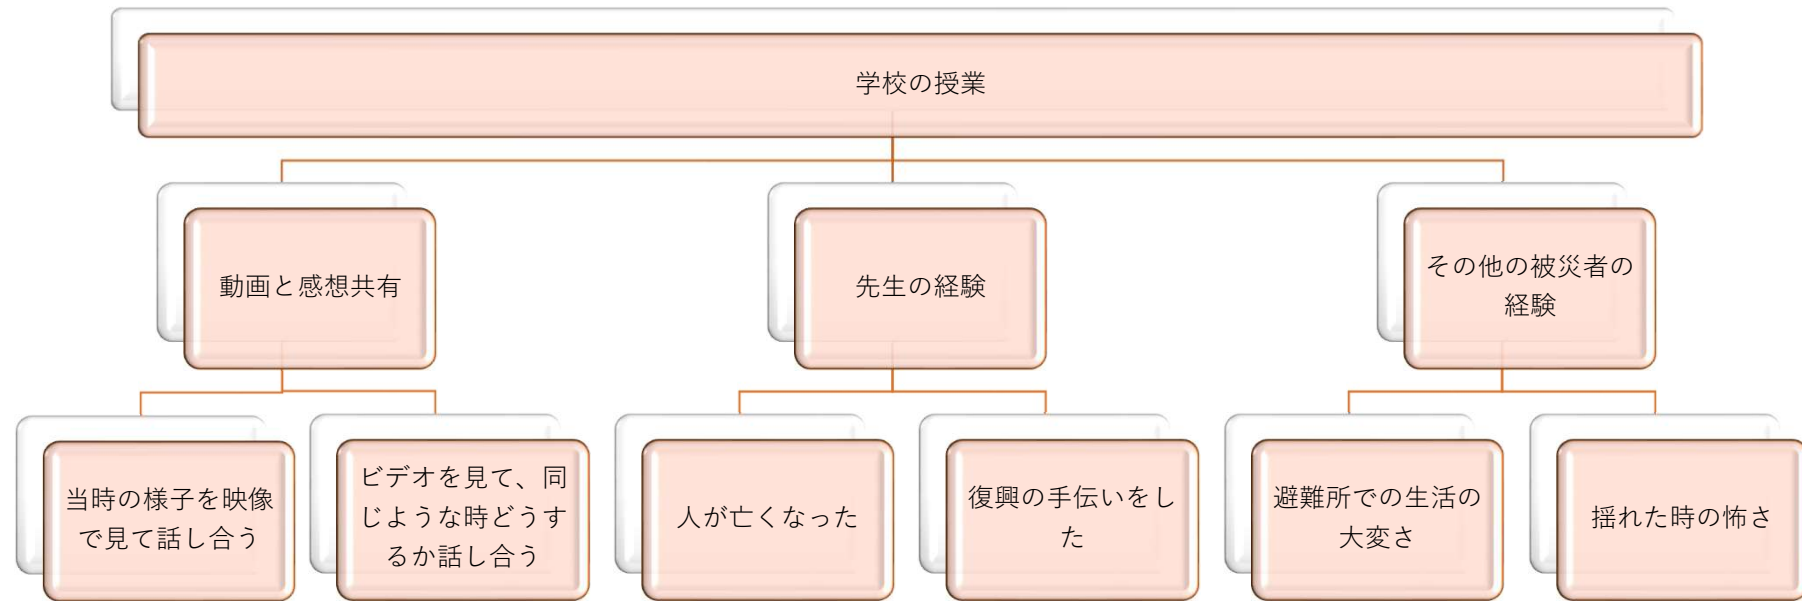 学校の授業
動画と感想共有
先生の経験
その他の被災者の
経験
当時の様子を映像
で見て話し合う
ビデオを見て、同
じような時どうす
るか話し合う
人が亡くなった
復興の手伝いをし
た
避難所での生活の
大変さ
揺れた時の怖さ